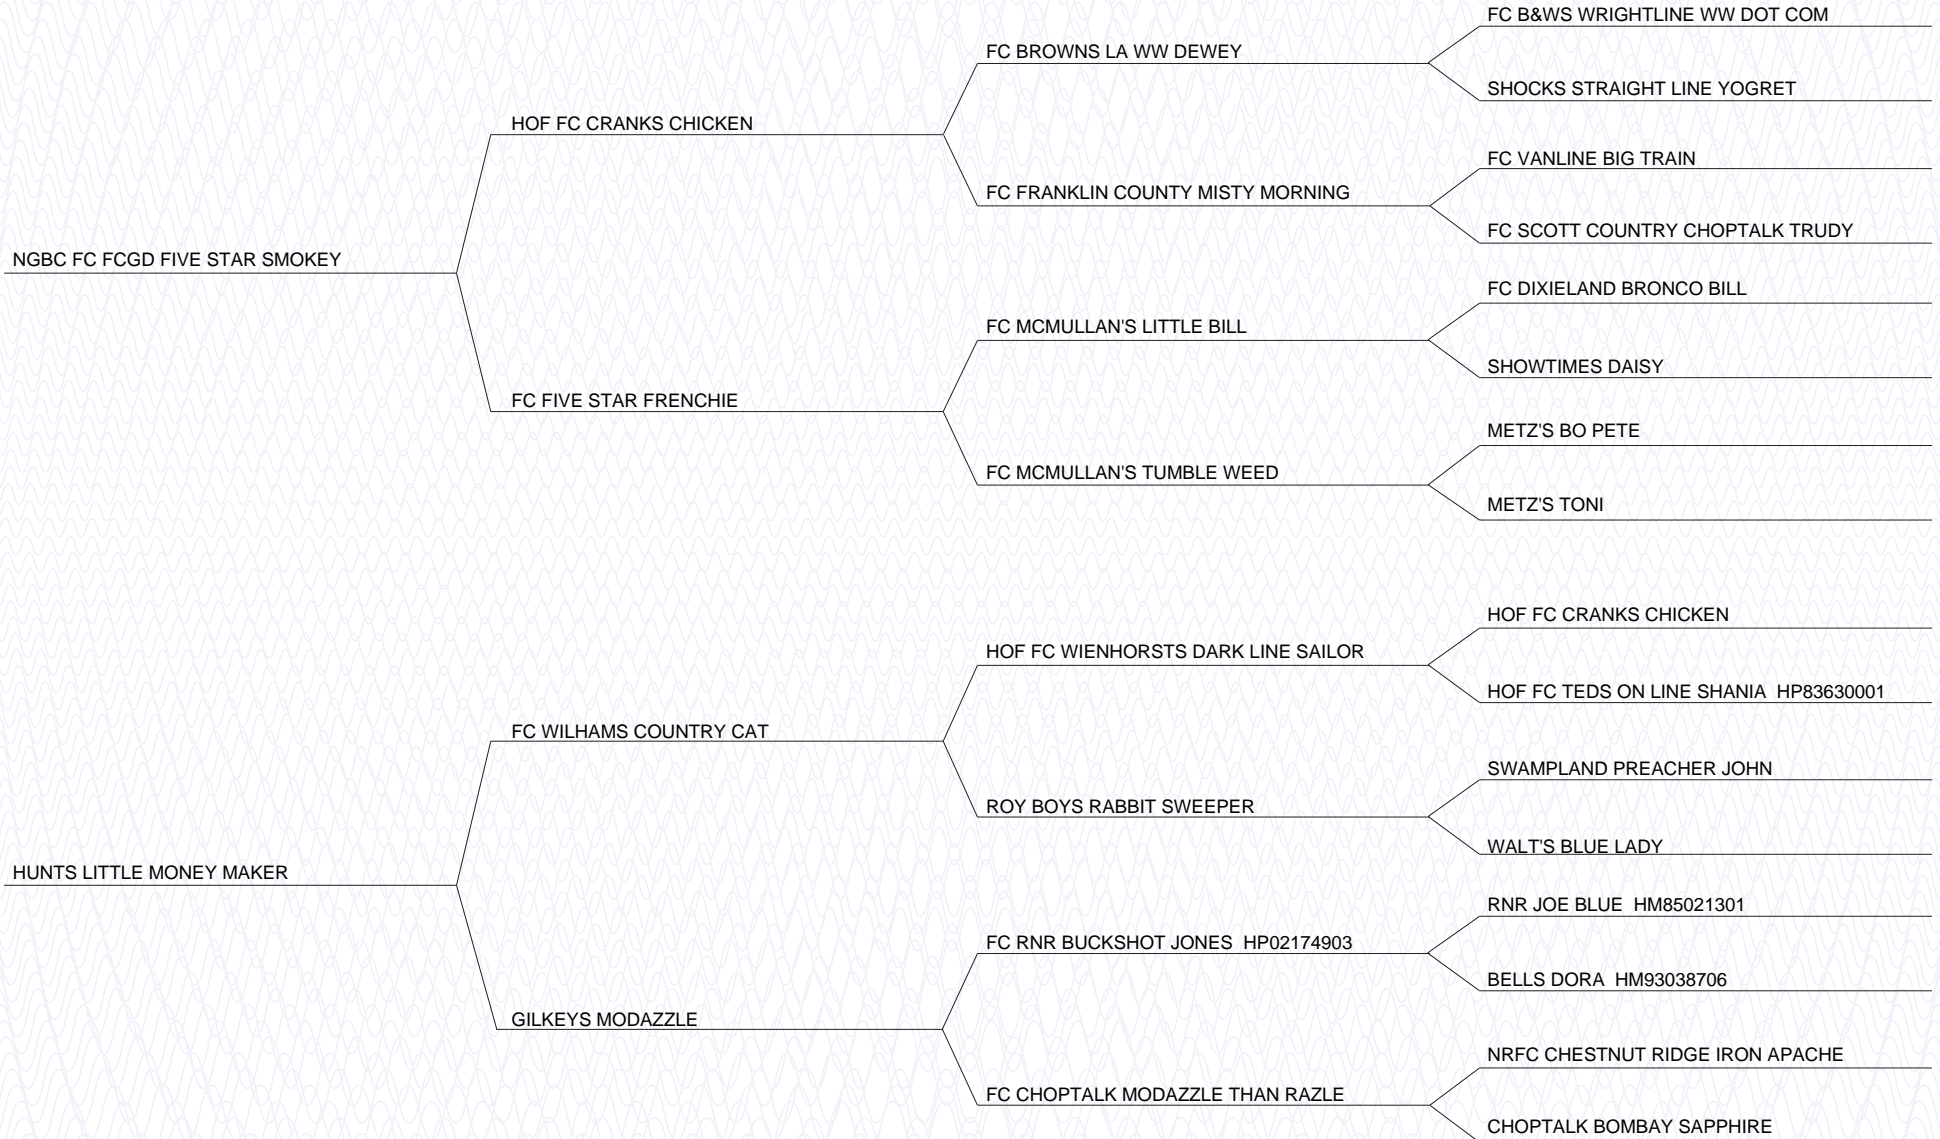 FC B&WS WRIGHTLINE WW DOT COM
FC BROWNS LA WW DEWEY
SHOCKS STRAIGHT LINE YOGRET
HOF FC CRANKS CHICKEN
FC VANLINE BIG TRAIN
FC FRANKLIN COUNTY MISTY MORNING
FC SCOTT COUNTRY CHOPTALK TRUDY
NGBC FC FCGD FIVE STAR SMOKEY
FC DIXIELAND BRONCO BILL
FC MCMULLAN'S LITTLE BILL
SHOWTIMES DAISY
FC FIVE STAR FRENCHIE
METZ'S BO PETE
FC MCMULLAN'S TUMBLE WEED
METZ'S TONI
HOF FC CRANKS CHICKEN
HOF FC WIENHORSTS DARK LINE SAILOR
HOF FC TEDS ON LINE SHANIA HP83630001
FC WILHAMS COUNTRY CAT
SWAMPLAND PREACHER JOHN
ROY BOYS RABBIT SWEEPER
WALT'S BLUE LADY
HUNTS LITTLE MONEY MAKER
RNR JOE BLUE HM85021301
FC RNR BUCKSHOT JONES HP02174903
BELLS DORA HM93038706
GILKEYS MODAZZLE
NRFC CHESTNUT RIDGE IRON APACHE
FC CHOPTALK MODAZZLE THAN RAZLE
CHOPTALK BOMBAY SAPPHIRE